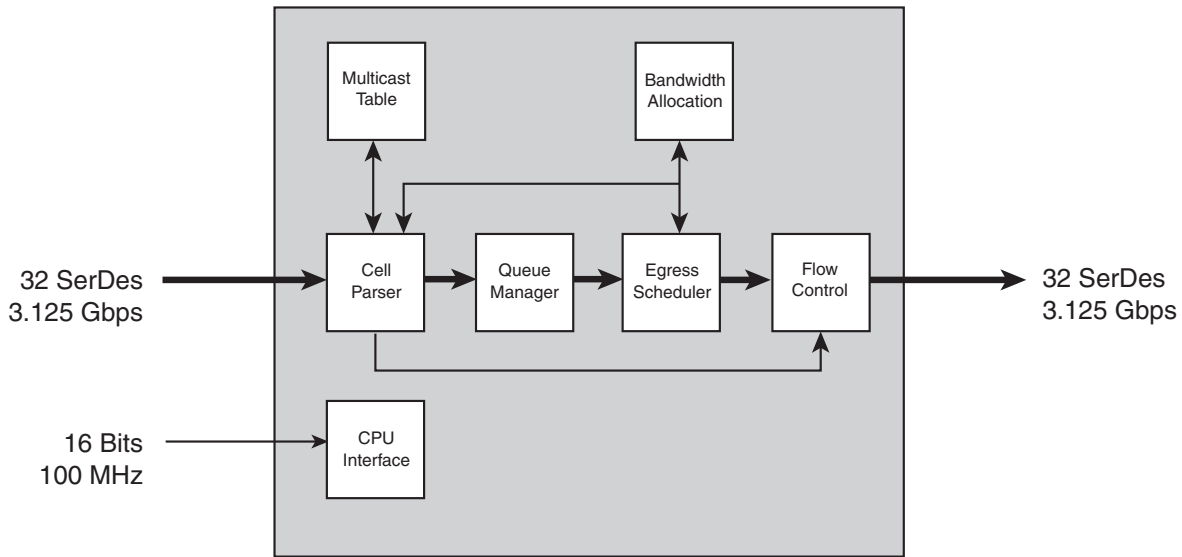 Multicast
Table
Bandwidth
Allocation
32 SerDes
3.125 Gbps
Cell
Parser
Queue
Manager
Egress
Scheduler
Flow
Control
32 SerDes
3.125 Gbps
16 Bits
100 MHz
CPU
Interface